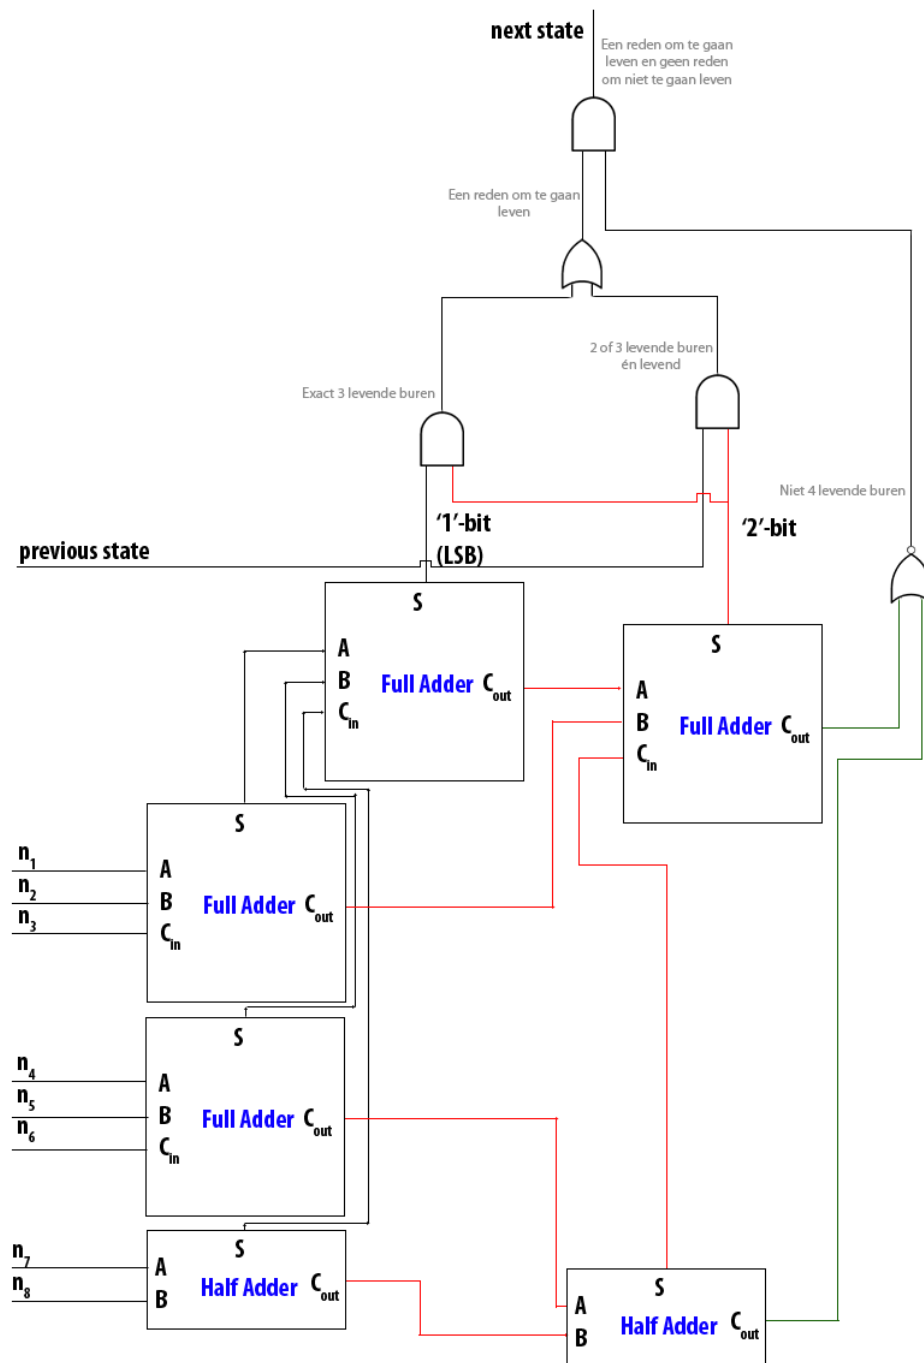 next state
Een reden om te gaan
leven en geen reden
om niet te gaan leven
Een reden om te gaan
leven
2 of 3 levende buren
én levend
Exact 3 levende buren
Niet 4 levende buren
'1'-bit
(LSB)
'2'-bit
previous state
S
A
B
Cin
Full Adder
Cout
S
A
B
Cin
Full Adder
Cout
n1
n2
n3
S
A
B
Cin
Full Adder
Cout
n4
n5
n6
S
A
B
Cin
Full Adder
Cout
n7
n8
S
A
B
Half Adder
Cout
S
A
B
Half Adder
Cout